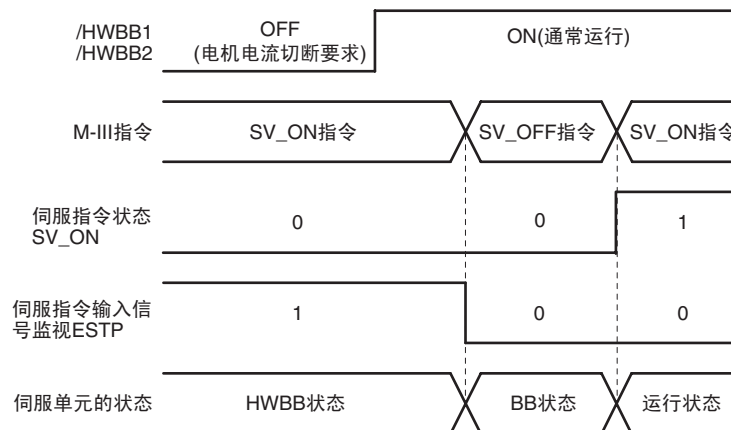 /HWBB1
/HWBB2
OFF
(电机电流切断要求)
ON(通常运行)
M-III指令
SV_ON指令
SV_OFF指令
SV_ON指令
伺服指令状态
SV_ON
0
0
1
伺服指令输入信
号监视ESTP
1
0
0
伺服单元的状态
HWBB状态
BB状态
运行状态